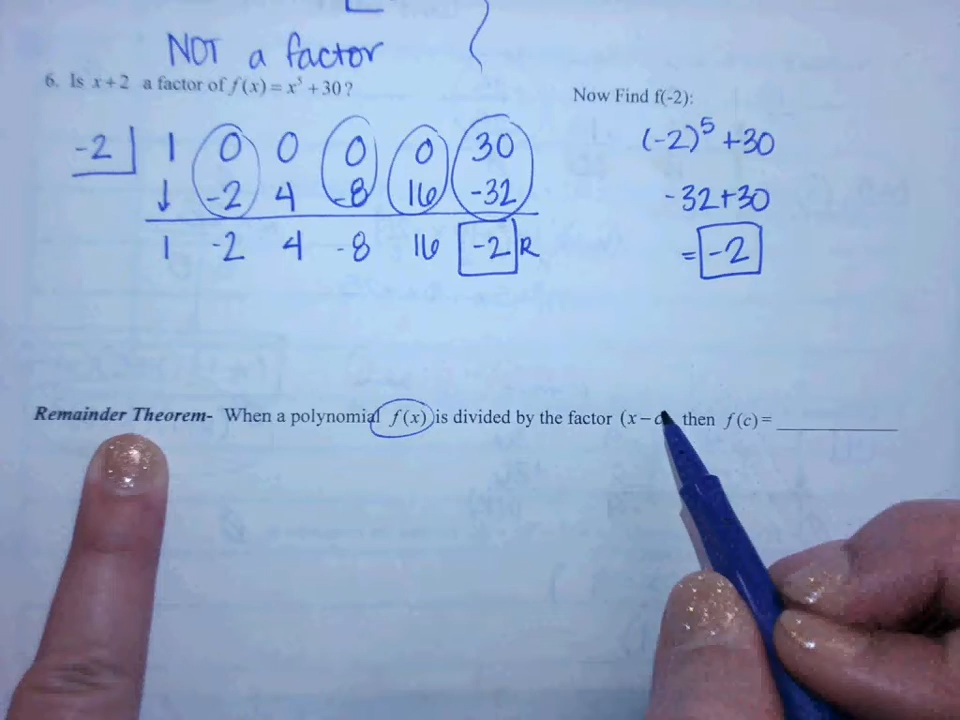 NOT a factor
6. Is x+2 a factor of f(x)=x⁵+30?
Now Find f(-2):
-2 1 0 0 0 0 30
(-2)⁵+30
↓ -2 4 -8 16 -32
-32+30
1 -2 4 -8 16 -2 R
= -2
Remainder Theorem- When a polynomial f(x) is divided by the factor (x- then f(c)=